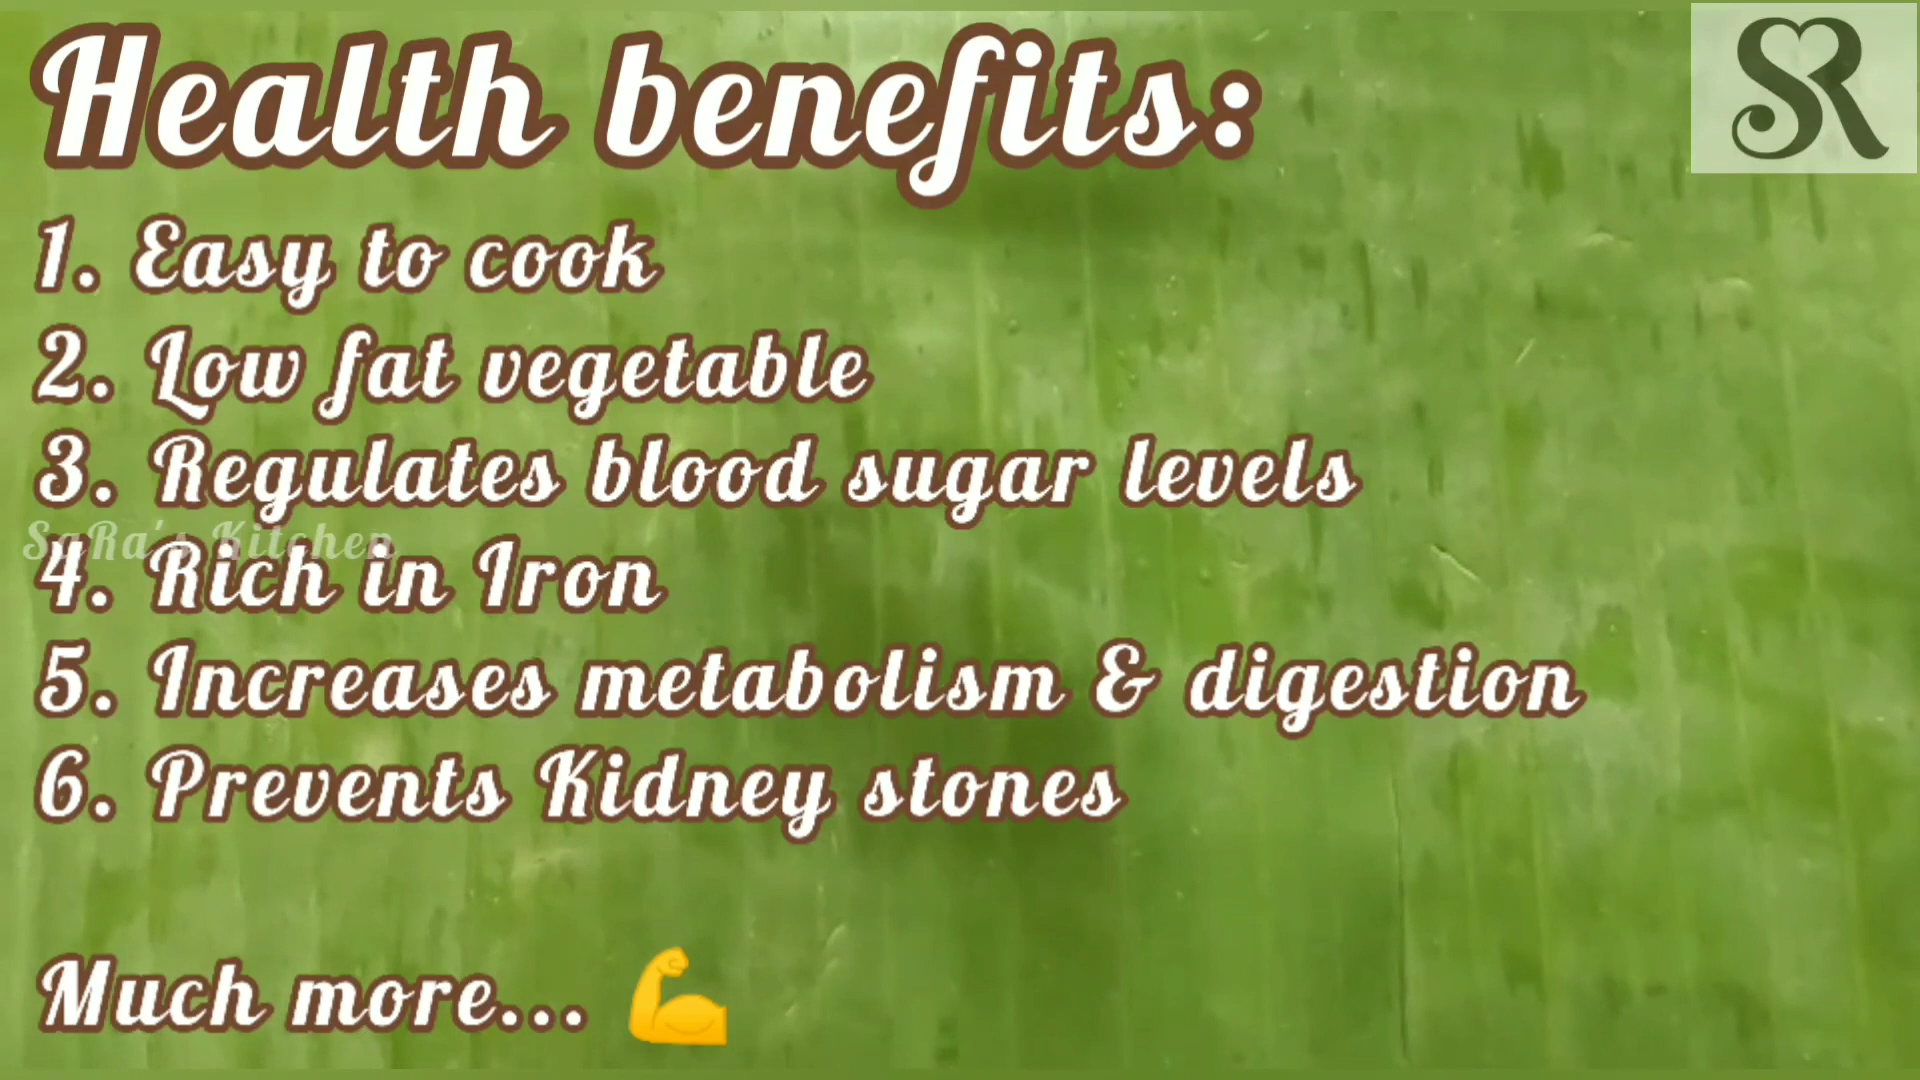 Health benefits:
SR
1. Easy to cook
2. Low fat vegetable
3. Regulates blood sugar levels
SaRa's Kitchen
4. Rich in Iron
5. Increases metabolism & digestion
6. Prevents Kidney stones
Much more... 💪